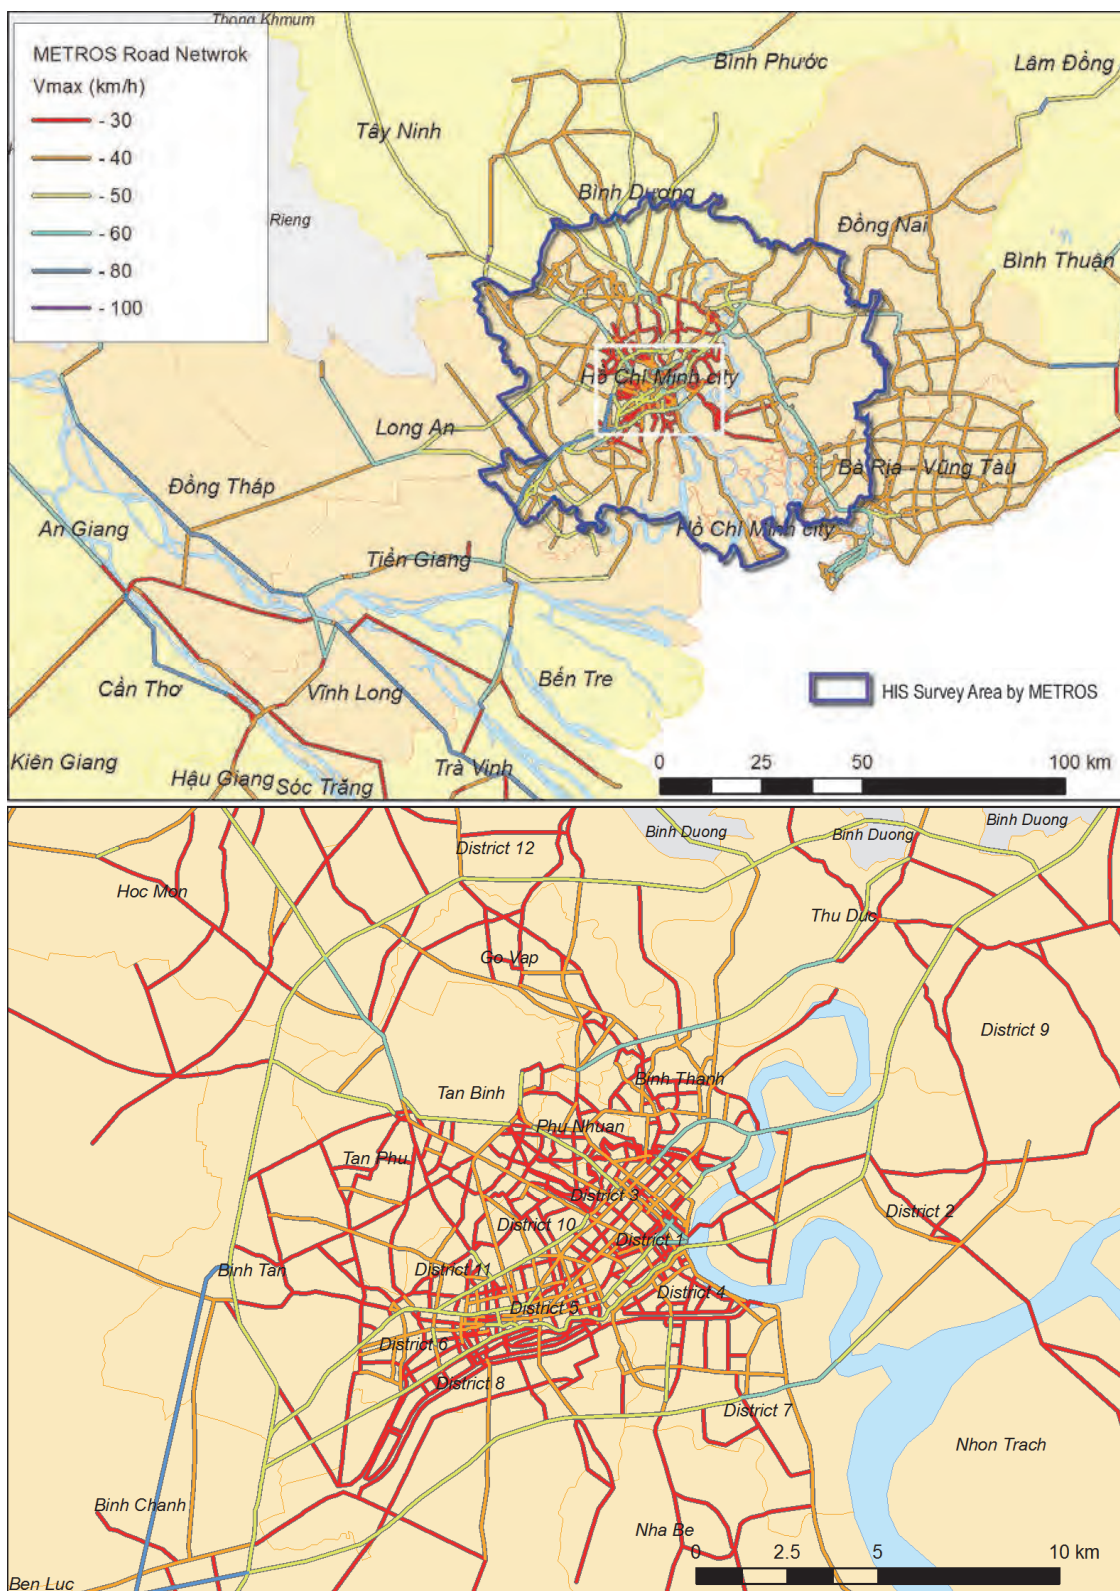 Thong Khmum
METROS Road Netwrok
Vmax (km/h)
- 30
- 40
- 50
- 60
- 80
- 100
Bình Phước
Lâm Đồng
Tây Ninh
Rieng
Bình Dương
Đồng Nai
Bình Thuận
Hồ Chí Minh city
Long An
Bà Rịa - Vũng Tàu
Đồng Tháp
An Giang
Hồ Chí Minh city
Tiền Giang
Cần Thơ
Vĩnh Long
Bến Tre
HIS Survey Area by METROS
Kiên Giang
Hậu Giang
Sóc Trăng
Trà Vinh
0 25 50 100 km
Binh Duong
Binh Duong
Binh Duong
District 12
Hoc Mon
Thu Duc
Go Vap
District 9
Binh Thanh
Tan Binh
Phu Nhuan
Tan Phu
District 3
District 10
District 2
District 1
Binh Tan
District 11
District 4
District 5
District 6
District 8
District 7
Nhon Trach
Binh Chanh
Nha Be
0 2.5 5 10 km
Ben Luc